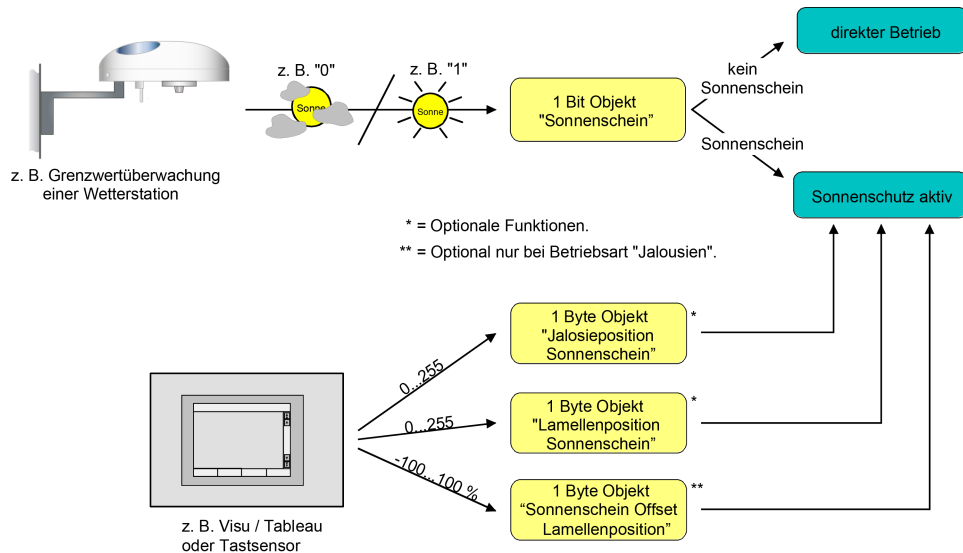 direkter Betrieb
z. B. "0"
z. B. "1"
kein
Sonnenschein
Sonne
Sonne
1 Bit Objekt
"Sonnenschein”
Sonnenschein
z. B. Grenzwertüberwachung
einer Wetterstation
Sonnenschutz aktiv
* = Optionale Funktionen.
** = Optional nur bei Betriebsart "Jalousien".
1 Byte Objekt
"Jalosieposition
Sonnenschein”
*
0...255
1 Byte Objekt
"Lamellenposition
Sonnenschein”
*
0...255
-100...100 %
1 Byte Objekt
“Sonnenschein Offset
Lamellenposition”
**
z. B. Visu / Tableau
oder Tastsensor